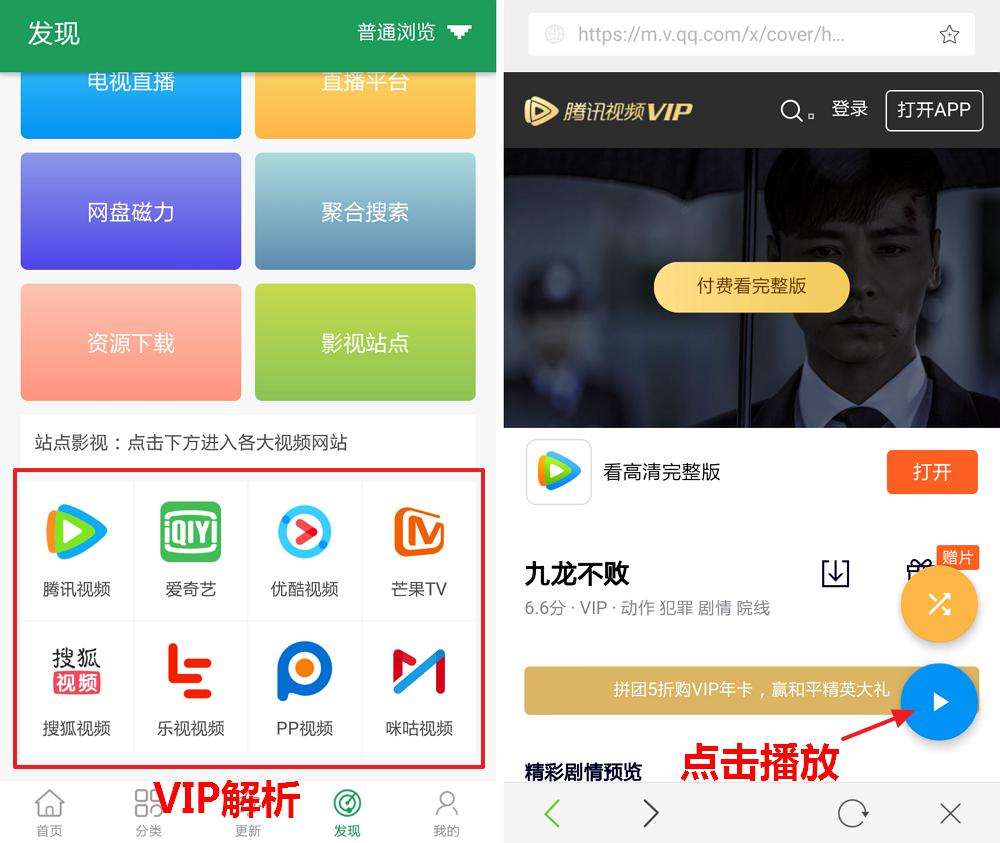 发现
普通浏览
电视直播
直播平台
网盘磁力
聚合搜索
资源下载
影视站点
站点影视：点击下方进入各大视频网站
iQIYI
腾讯视频
爱奇艺
优酷视频
芒果TV
搜狐
视频
搜狐视频
乐视视频
PP视频
咪咕视频
VIP解析
首页
分类
更新
发现
我的
https://m.v.qq.com/x/cover/h...
腾讯视频VIP
登录
打开APP
付费看完整版
看高清完整版
打开
九龙不败
赠片
6.6分 · VIP · 动作 犯罪 剧情 院线
拼团5折购VIP年卡，赢和平精英大礼
点击播放
精彩剧情预览